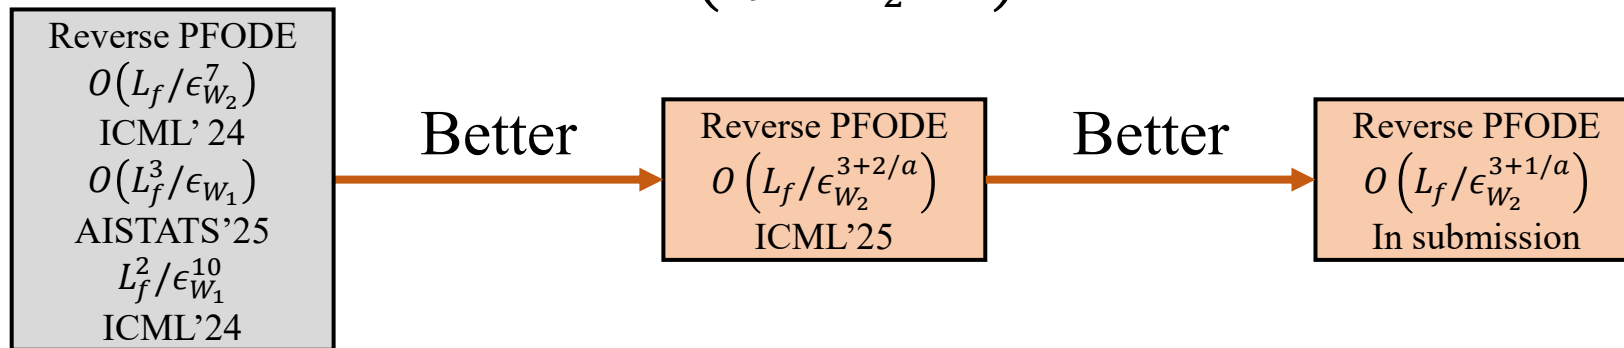 Reverse PFODE
O(L_f/ϵ_{W_2}^7)
ICML' 24
O(L_f^3/ϵ_{W_1})
AISTATS'25
L_f^2/ϵ_{W_1}^{10}
ICML'24
Better
Reverse PFODE
O(L_f/ϵ_{W_2}^{3+2/a})
ICML'25
Better
Reverse PFODE
O(L_f/ϵ_{W_2}^{3+1/a})
In submission